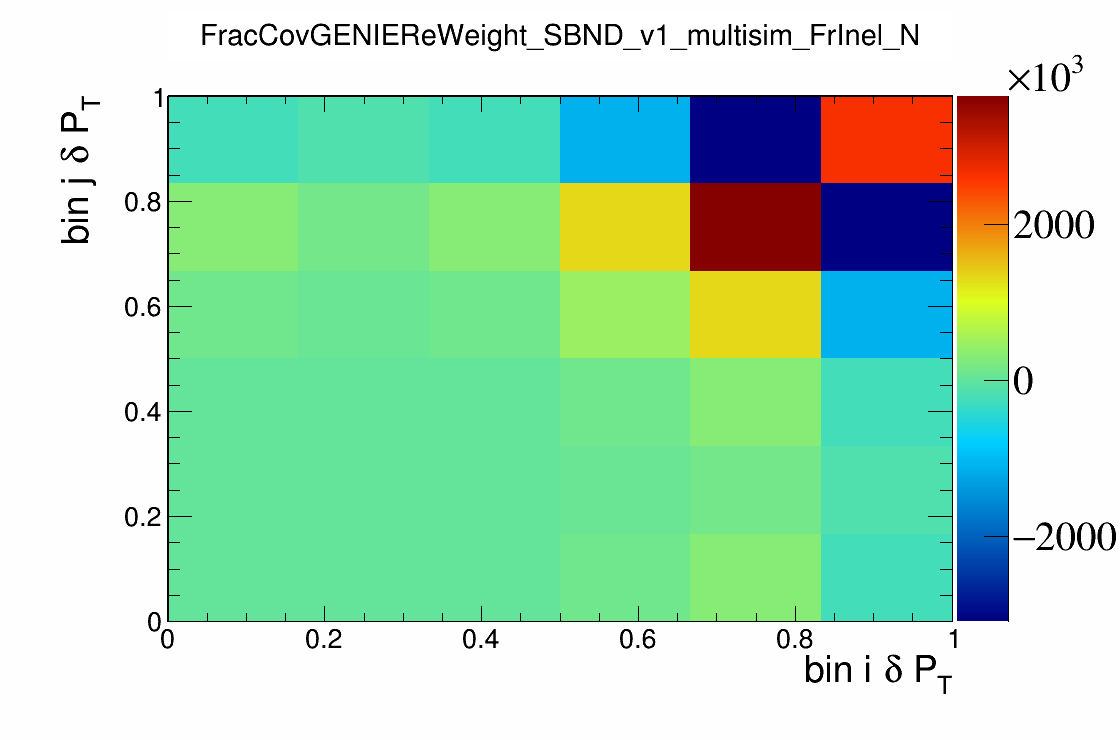 FracCovGENIEReWeight_SBND_v1_multisim_FrInel_N
×10³
bin j δ P_T
1
0.8
0.6
0.4
0.2
0
0 0.2 0.4 0.6 0.8 1
bin i δ P_T
2000
0
−2000